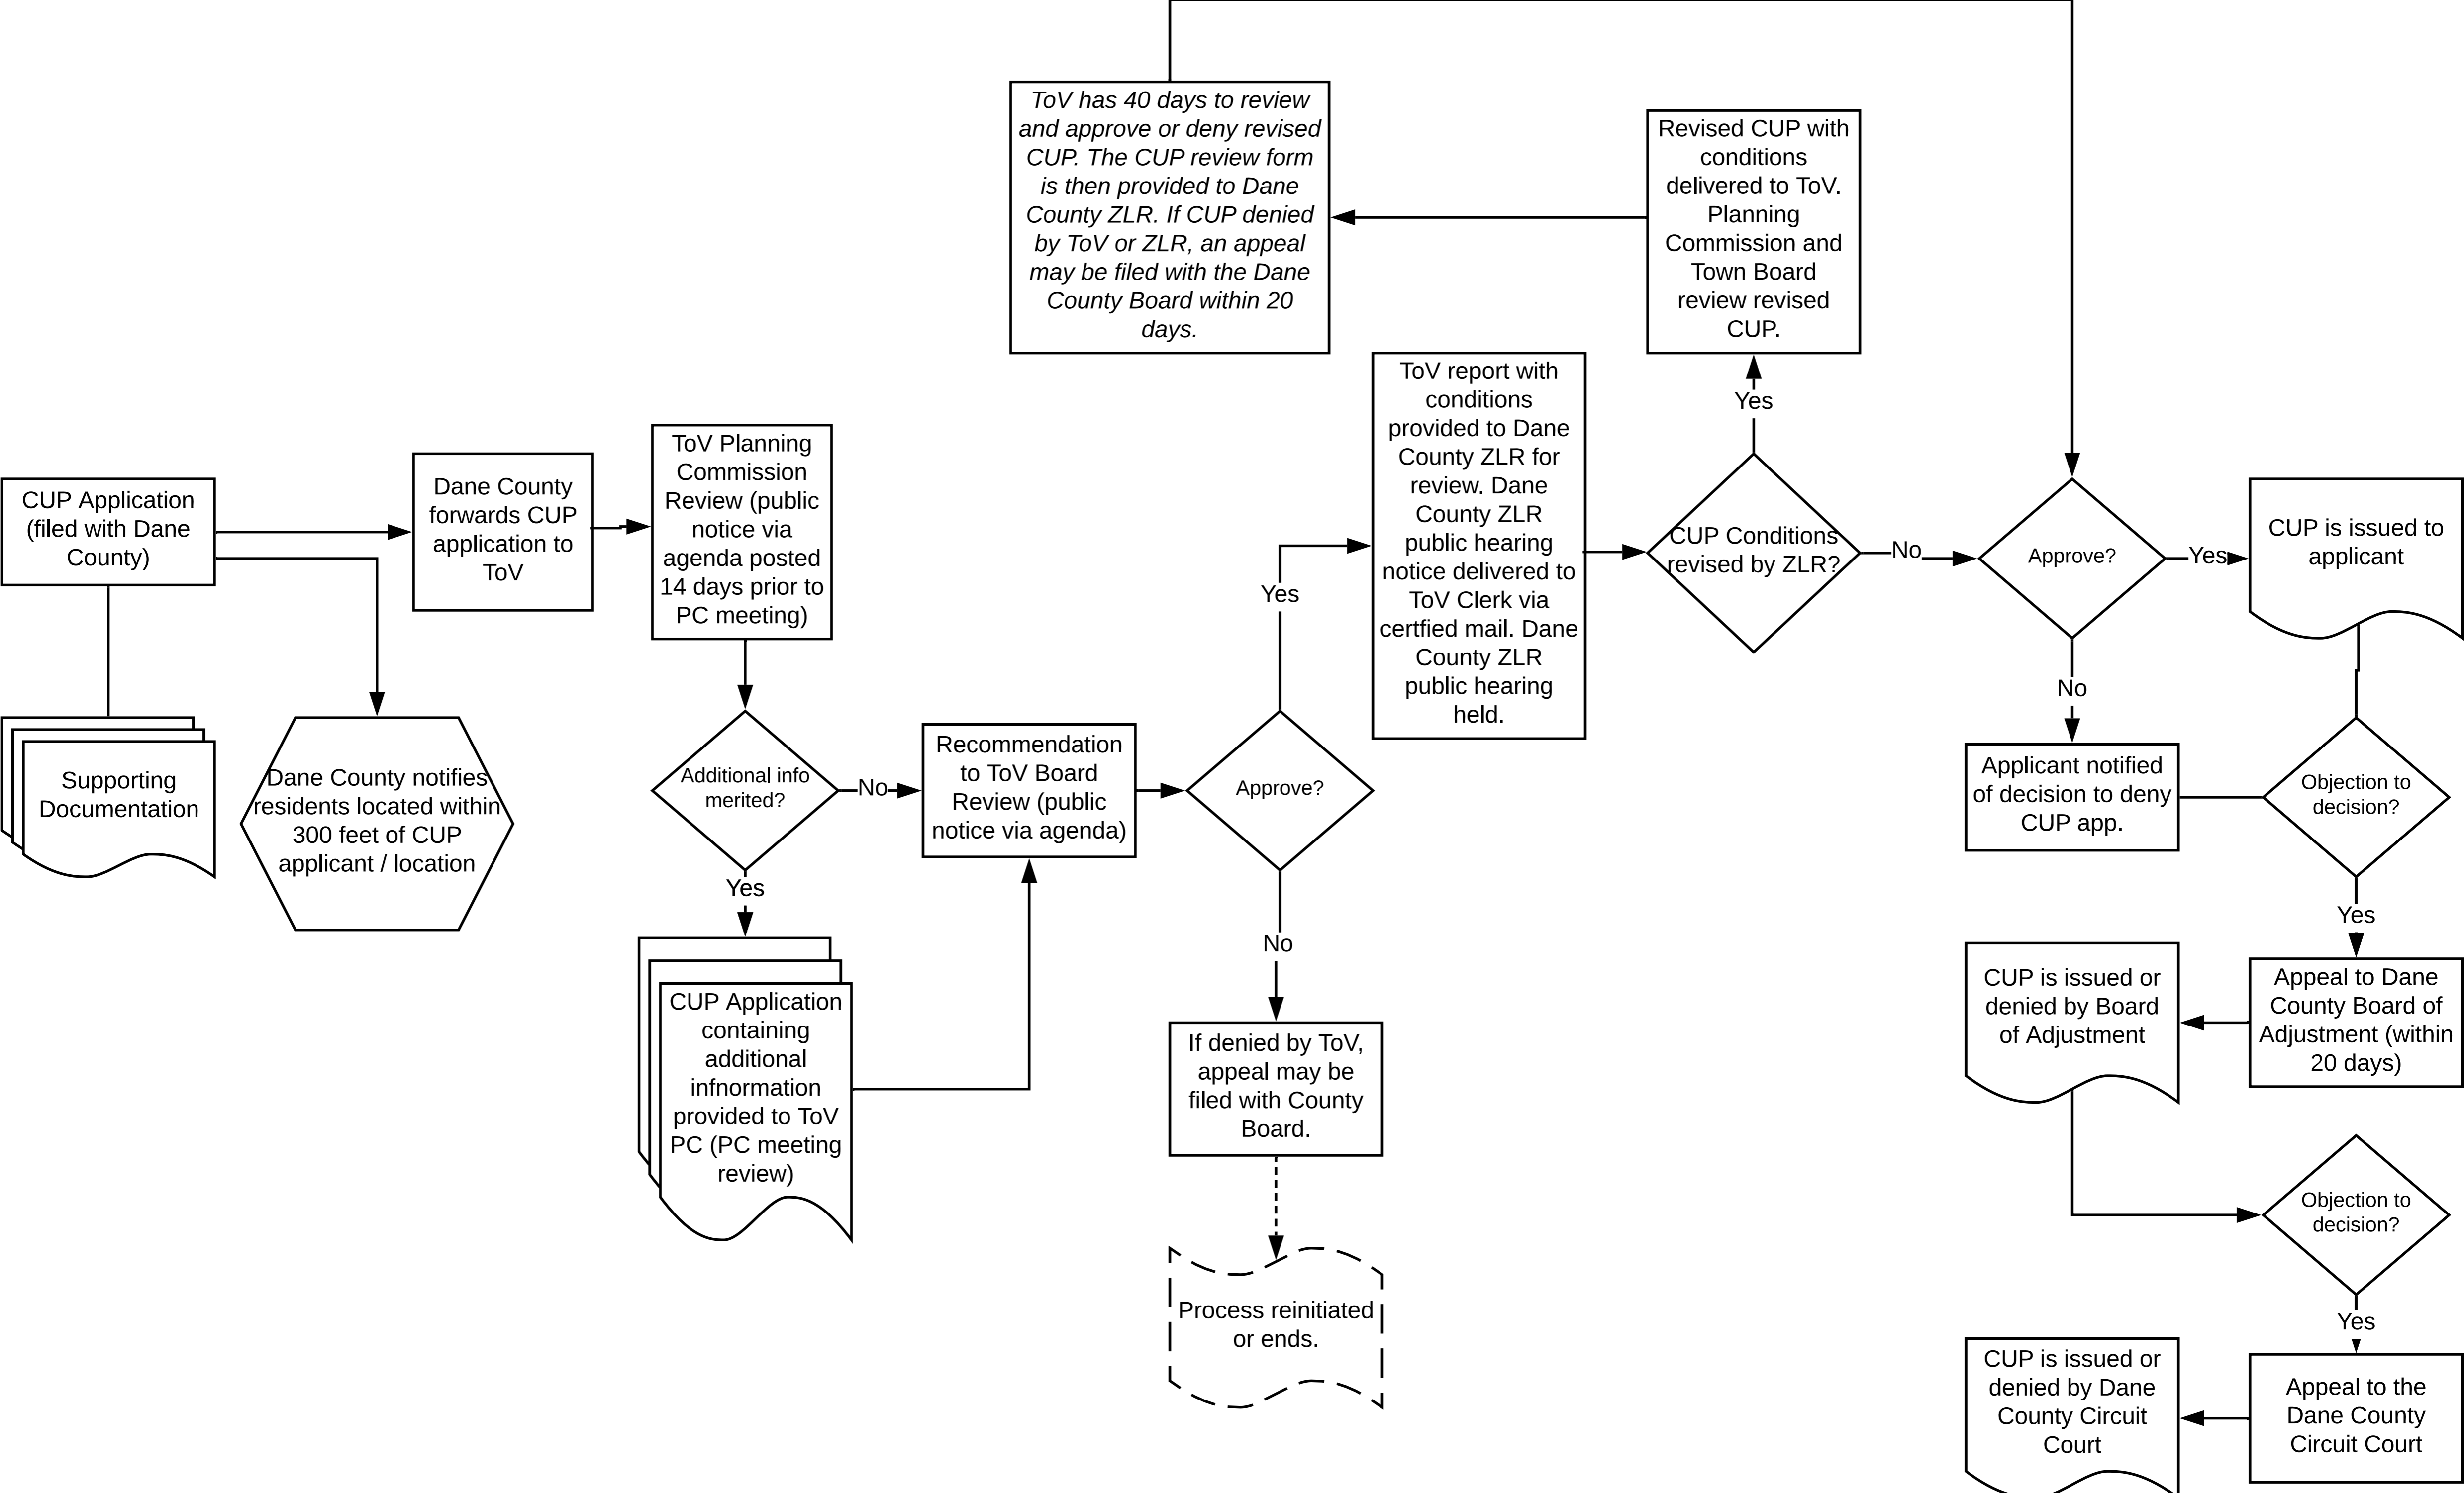 CUP Application
(filed with Dane
County)
Supporting
Documentation
Dane County notifies
residents located within
300 feet of CUP
applicant / location
Dane County
forwards CUP
application to
ToV
ToV Planning
Commission
Review (public
notice via
agenda posted
14 days prior to
PC meeting)
Additional info
merited?
No
Yes
CUP Application
containing
additional
infnormation
provided to ToV
PC (PC meeting
review)
Recommendation
to ToV Board
Review (public
notice via agenda)
Approve?
Yes
No
If denied by ToV,
appeal may be
filed with County
Board.
Process reinitiated
or ends.
ToV report with
conditions
provided to Dane
County ZLR for
review. Dane
County ZLR
public hearing
notice delivered to
ToV Clerk via
certfied mail. Dane
County ZLR
public hearing
held.
CUP Conditions
revised by ZLR?
Yes
No
Revised CUP with
conditions
delivered to ToV.
Planning
Commission and
Town Board
review revised
CUP.
ToV has 40 days to review
and approve or deny revised
CUP. The CUP review form
is then provided to Dane
County ZLR. If CUP denied
by ToV or ZLR, an appeal
may be filed with the Dane
County Board within 20
days.
Approve?
Yes
No
CUP is issued to
applicant
Applicant notified
of decision to deny
CUP app.
Objection to
decision?
Yes
Appeal to Dane
County Board of
Adjustment (within
20 days)
CUP is issued or
denied by Board
of Adjustment
Objection to
decision?
Yes
Appeal to the
Dane County
Circuit Court
CUP is issued or
denied by Dane
County Circuit
Court